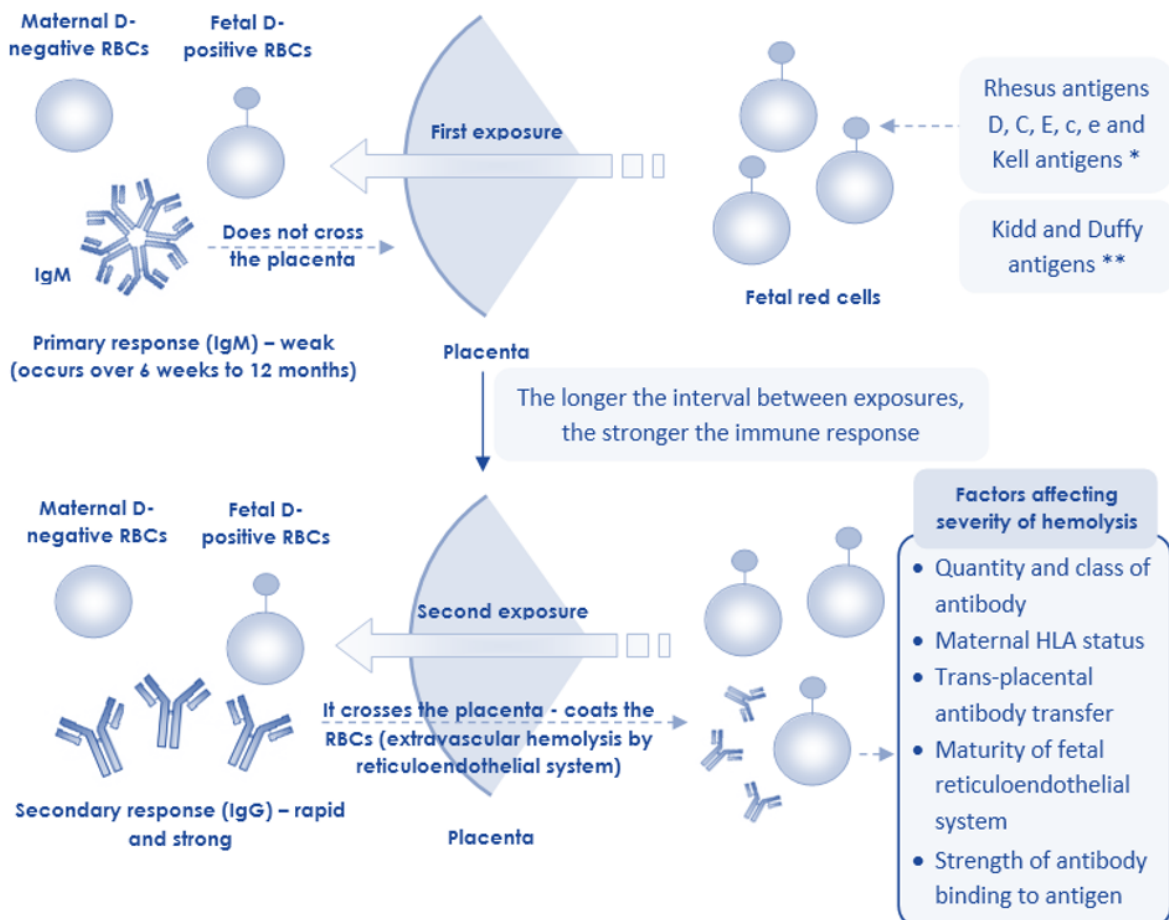 Maternal D-
negative RBCs
Fetal D-
positive RBCs
First exposure
Rhesus antigens
D, C, E, c, e and
Kell antigens *
Does not cross
the placenta
IgM
Kidd and Duffy
antigens **
Fetal red cells
Primary response (IgM) – weak
(occurs over 6 weeks to 12 months)
Placenta
The longer the interval between exposures,
the stronger the immune response
Maternal D-
negative RBCs
Fetal D-
positive RBCs
Second exposure
Factors affecting
severity of hemolysis
• Quantity and class of
antibody
• Maternal HLA status
• Trans-placental
antibody transfer
• Maturity of fetal
reticuloendothelial
system
• Strength of antibody
binding to antigen
It crosses the placenta - coats the
RBCs (extravascular hemolysis by
reticuloendothelial system)
Secondary response (IgG) – rapid
and strong
Placenta